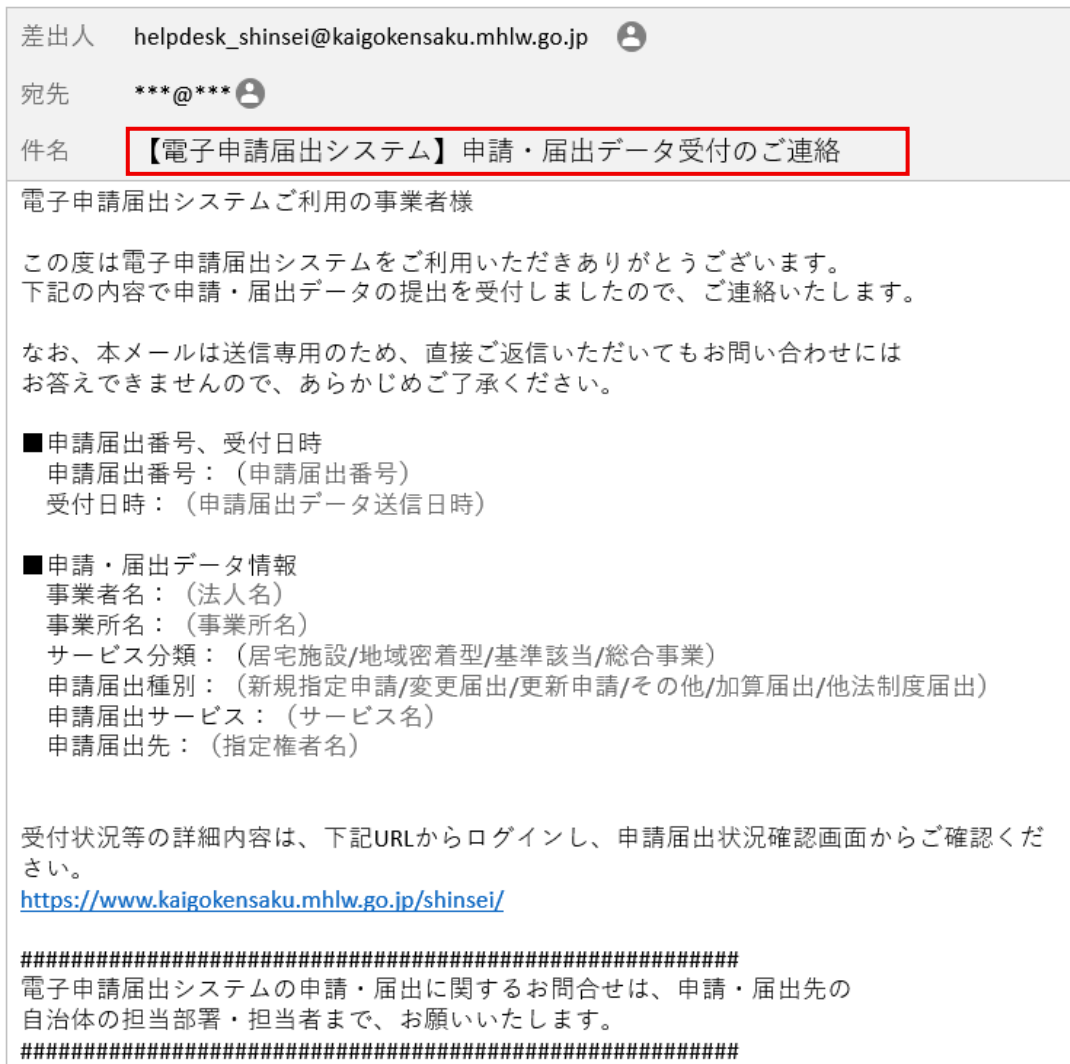 差出人 helpdesk_shinsei@kaigokensaku.mhlw.go.jp
宛先 ***@***
件名 【電子申請届出システム】申請・届出データ受付のご連絡
電子申請届出システムご利用の事業者様
この度は電子申請届出システムをご利用いただきありがとうございます。
下記の内容で申請・届出データの提出を受付しましたので、ご連絡いたします。
なお、本メールは送信専用のため、直接ご返信いただいてもお問い合わせには
お答えできませんので、あらかじめご了承ください。
■申請届出番号、受付日時
申請届出番号：（申請届出番号）
受付日時：（申請届出データ送信日時）
■申請・届出データ情報
事業者名：（法人名）
事業所名：（事業所名）
サービス分類：（居宅施設/地域密着型/基準該当/総合事業）
申請届出種別：（新規指定申請/変更届出/更新申請/その他/加算届出/他法制度届出）
申請届出サービス：（サービス名）
申請届出先：（指定権者名）
受付状況等の詳細内容は、下記URLからログインし、申請届出状況確認画面からご確認くだ
さい。
https://www.kaigokensaku.mhlw.go.jp/shinsei/
#########################################################
電子申請届出システムの申請・届出に関するお問合せは、申請・届出先の
自治体の担当部署・担当者まで、お願いいたします。
#########################################################